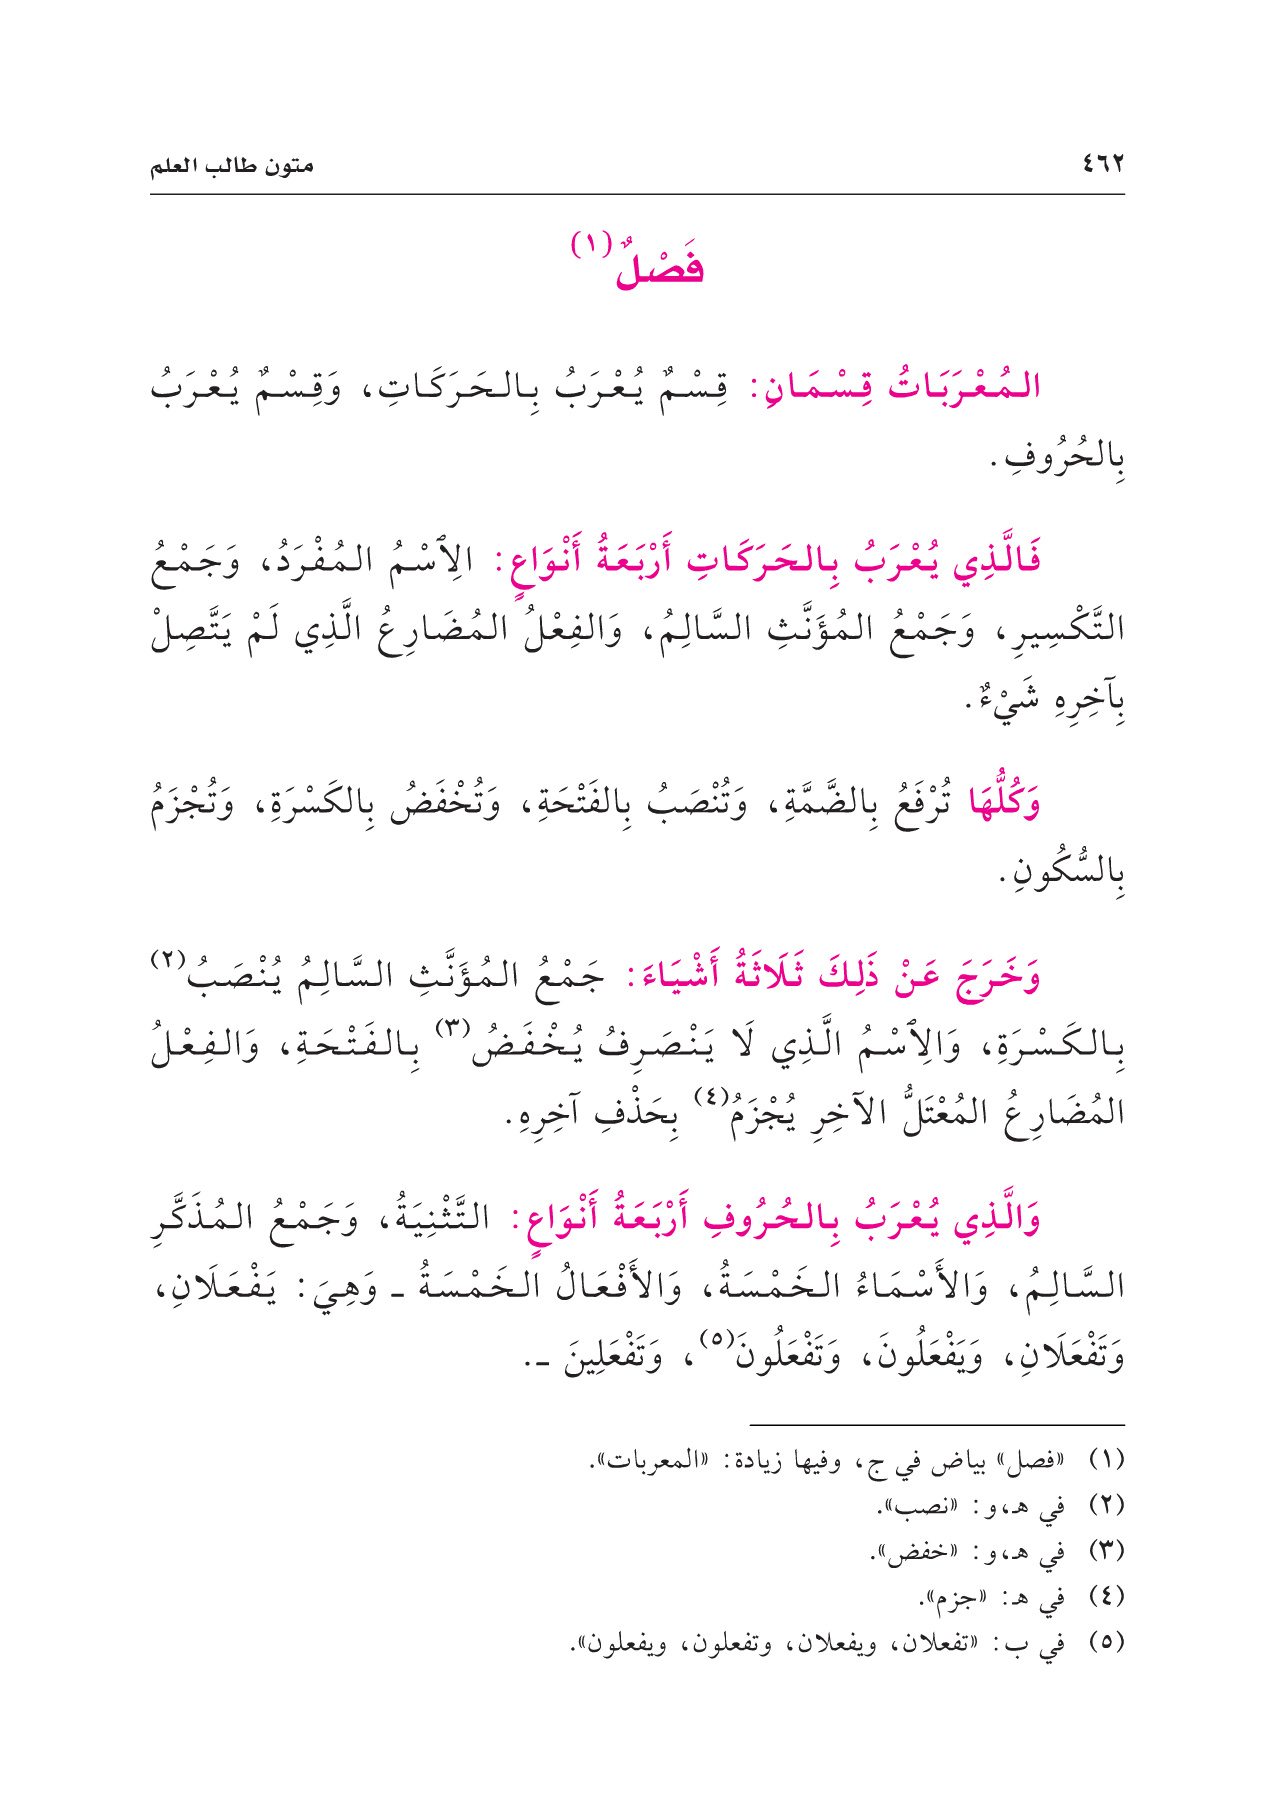 ٤٦٢
متون طالب العلم
فَصْلٌ(١)
المُعْرَبَاتُ قِسْمَانِ: قِسْمٌ يُعْرَبُ بِالحَرَكَاتِ، وَقِسْمٌ يُعْرَبُ
بِالحُرُوفِ.
فَالَّذِي يُعْرَبُ بِالحَرَكَاتِ أَرْبَعَةُ أَنْوَاعٍ: الِٱسْمُ المُفْرَدُ، وَجَمْعُ
التَّكْسِيرِ، وَجَمْعُ المُؤَنَّثِ السَّالِمُ، وَالفِعْلُ المُضَارِعُ الَّذِي لَمْ يَتَّصِلْ
بِآخِرِهِ شَيْءٌ.
وَكُلُّهَا تُرْفَعُ بِالضَّمَّةِ، وَتُنْصَبُ بِالفَتْحَةِ، وَتُخْفَضُ بِالكَسْرَةِ، وَتُجْزَمُ
بِالسُّكُونِ.
وَخَرَجَ عَنْ ذَلِكَ ثَلَاثَةُ أَشْيَاءَ: جَمْعُ المُؤَنَّثِ السَّالِمُ يُنْصَبُ(٢)
بِالكَسْرَةِ، وَالِٱسْمُ الَّذِي لَا يَنْصَرِفُ يُخْفَضُ(٣) بِالفَتْحَةِ، وَالفِعْلُ
المُضَارِعُ المُعْتَلُّ الآخِرِ يُجْزَمُ(٤) بِحَذْفِ آخِرِهِ.
وَالَّذِي يُعْرَبُ بِالحُرُوفِ أَرْبَعَةُ أَنْوَاعٍ: التَّثْنِيَةُ، وَجَمْعُ المُذَكَّرِ
السَّالِمُ، وَالأَسْمَاءُ الخَمْسَةُ، وَالأَفْعَالُ الخَمْسَةُ ـ وَهِيَ: يَفْعَلَانِ،
وَتَفْعَلَانِ، وَيَفْعَلُونَ، وَتَفْعَلُونَ(٥)، وَتَفْعَلِينَ ـ.
(١) «فصل» بياض في ج، وفيها زيادة: «المعربات».
(٢) في هـ،و: «نصب».
(٣) في هـ،و: «خفض».
(٤) في هـ: «جزم».
(٥) في ب: «تفعلان، ويفعلان، وتفعلون، ويفعلون».